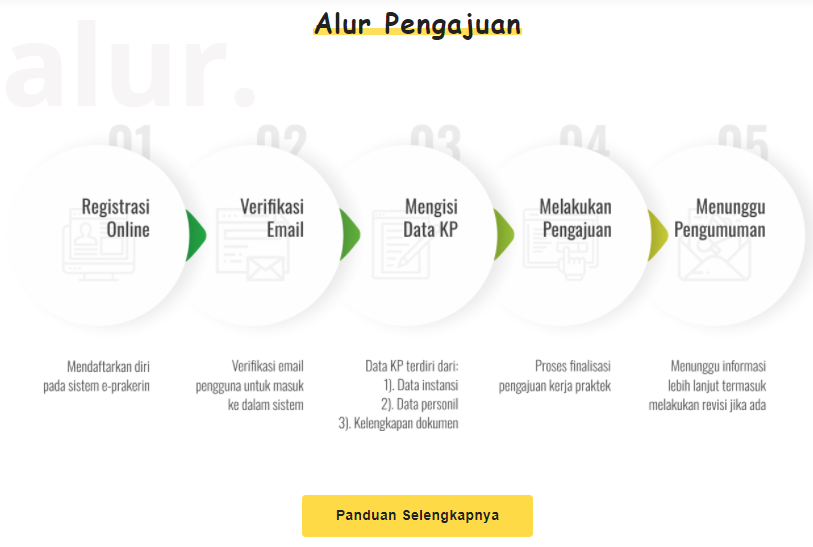 Alur Pengajuan
alur.
01
Registrasi
Online
Mendaftarkan diri
pada sistem e-prakerin
02
Verifikasi
Email
Verifikasi email
pengguna untuk masuk
ke dalam sistem
03
Mengisi
Data KP
Data KP terdiri dari:
1). Data instansi
2). Data personil
3). Kelengkapan dokumen
04
Melakukan
Pengajuan
Proses finalisasi
pengajuan kerja praktek
05
Menunggu
Pengumuman
Menunggu informasi
lebih lanjut termasuk
melakukan revisi jika ada
Panduan Selengkapnya